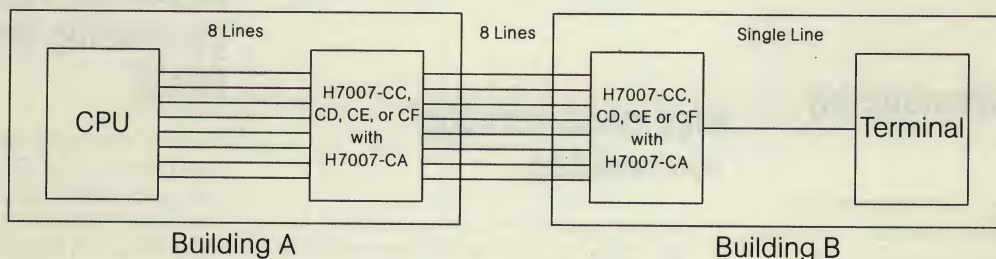 8 Lines
8 Lines
Single Line
CPU
H7007-CC,
CD, CE, or CF
with
H7007-CA
H7007-CC,
CD, CE or CF
with
H7007-CA
Terminal
Building A
Building B